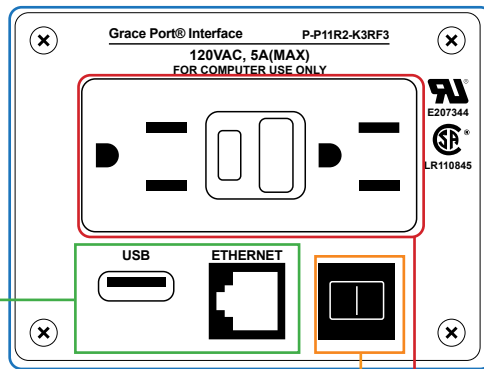 Grace Port® Interface P-P11R2-K3RF3
120VAC, 5A(MAX)
FOR COMPUTER USE ONLY
E207344
LR110845
USB ETHERNET